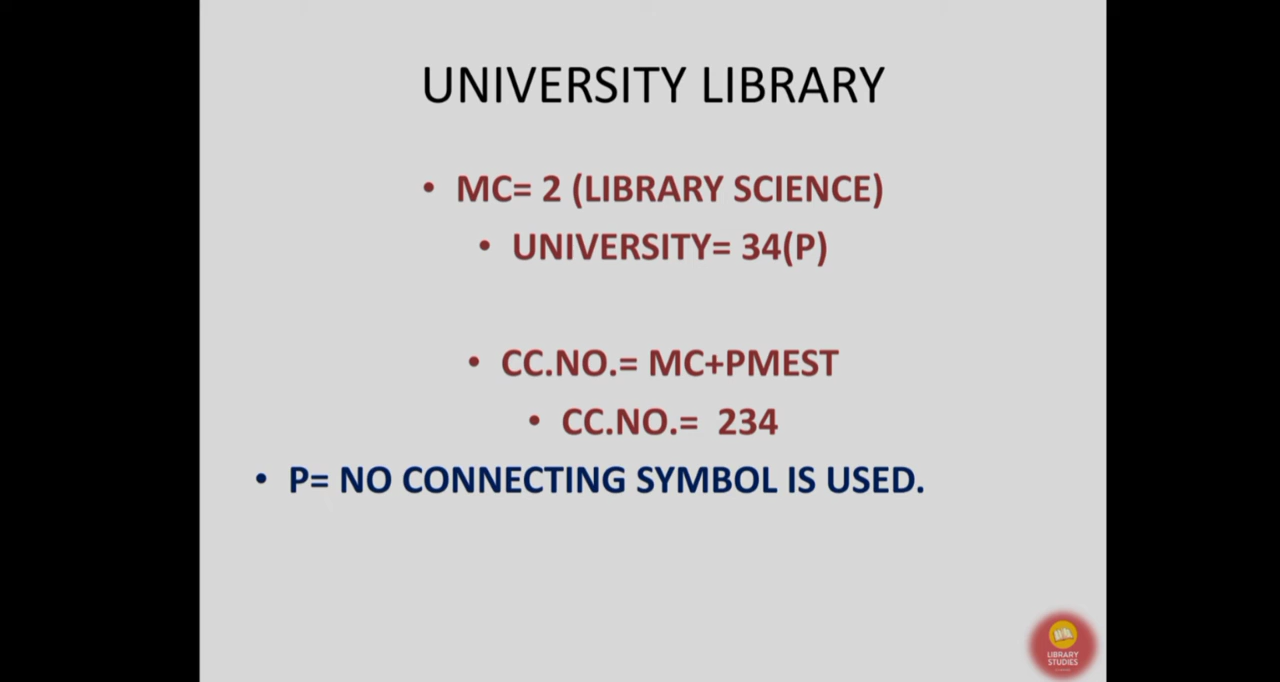 UNIVERSITY LIBRARY
• MC= 2 (LIBRARY SCIENCE)
• UNIVERSITY= 34(P)
• CC.NO.= MC+PMEST
• CC.NO.= 234
• P= NO CONNECTING SYMBOL IS USED.
LIBRARY
STUDIES